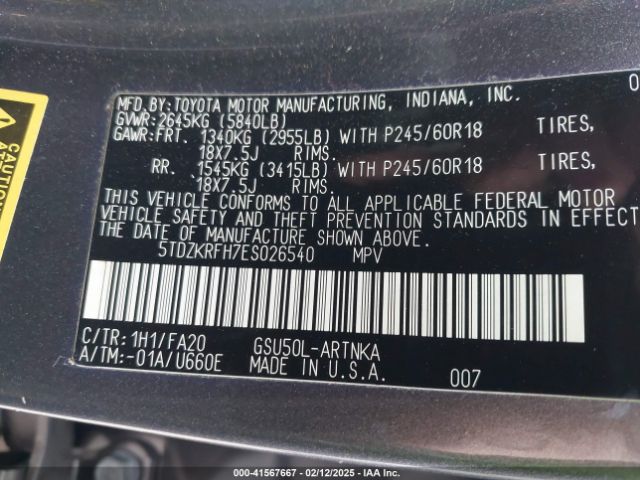 MFD.BY:TOYOTA MOTOR MANUFACTURING, INDIANA, INC. 0
GVWR:2645KG (5840LB)
GAWR:FRT. 1340KG (2955LB) WITH P245/60R18 TIRES,
18X7.5J RIMS.
RR. 1545KG (3415LB) WITH P245/60R18 TIRES,
18X7.5J RIMS.
THIS VEHICLE CONFORMS TO ALL APPLICABLE FEDERAL MOTOR
VEHICLE SAFETY AND THEFT PREVENTION STANDARDS IN EFFECT
THE DATE OF MANUFACTURE SHOWN ABOVE.
5TDZKRFH7ES026540 MPV
C/TR:1H1/FA20 GSU50L-ARTNKA
A/TM:-01A/U660E MADE IN U.S.A. 007
CAUTION
000-41567667 - 02/12/2025 - IAA Inc.